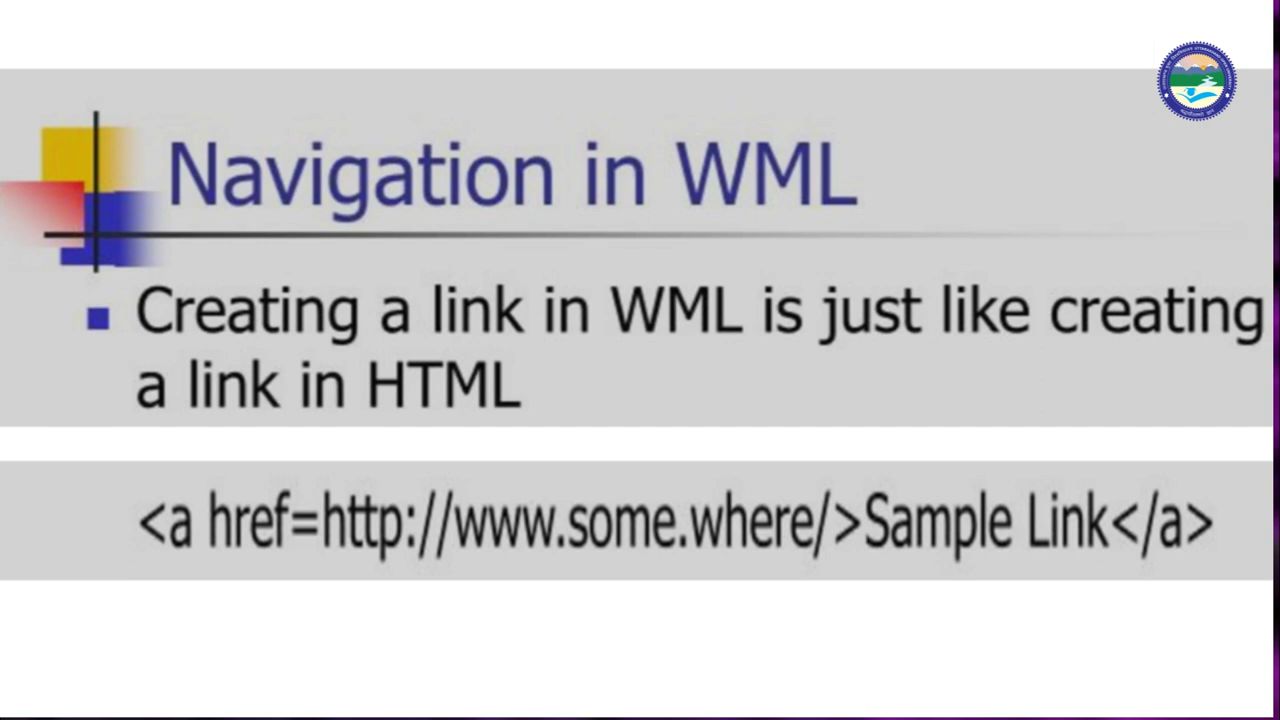 Navigation in WML
Creating a link in WML is just like creating
a link in HTML
<a href=http://www.some.where/>Sample Link</a>